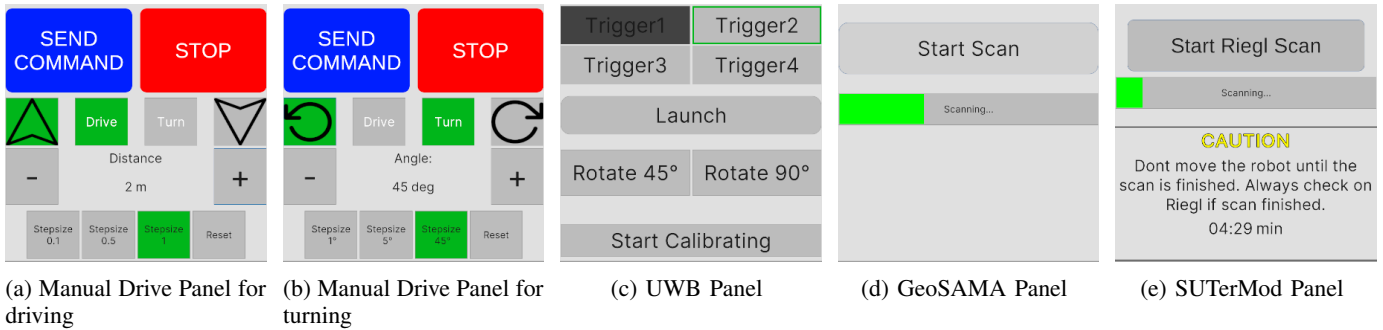 SEND
COMMAND
STOP
Drive
Turn
Distance
-
2 m
+
Stepsize
0.1
Stepsize
0.5
Stepsize
1
Reset
(a) Manual Drive Panel for
driving
SEND
COMMAND
STOP
Drive
Turn
Angle:
-
45 deg
+
Stepsize
1°
Stepsize
5°
Stepsize
45°
Reset
(b) Manual Drive Panel for
turning
Trigger1
Trigger2
Trigger3
Trigger4
Launch
Rotate 45°
Rotate 90°
Start Calibrating
(c) UWB Panel
Start Scan
Scanning...
(d) GeoSAMA Panel
Start Riegl Scan
Scanning...
CAUTION
Dont move the robot until the
scan is finished. Always check on
Riegl if scan finished.
04:29 min
(e) SUTerMod Panel